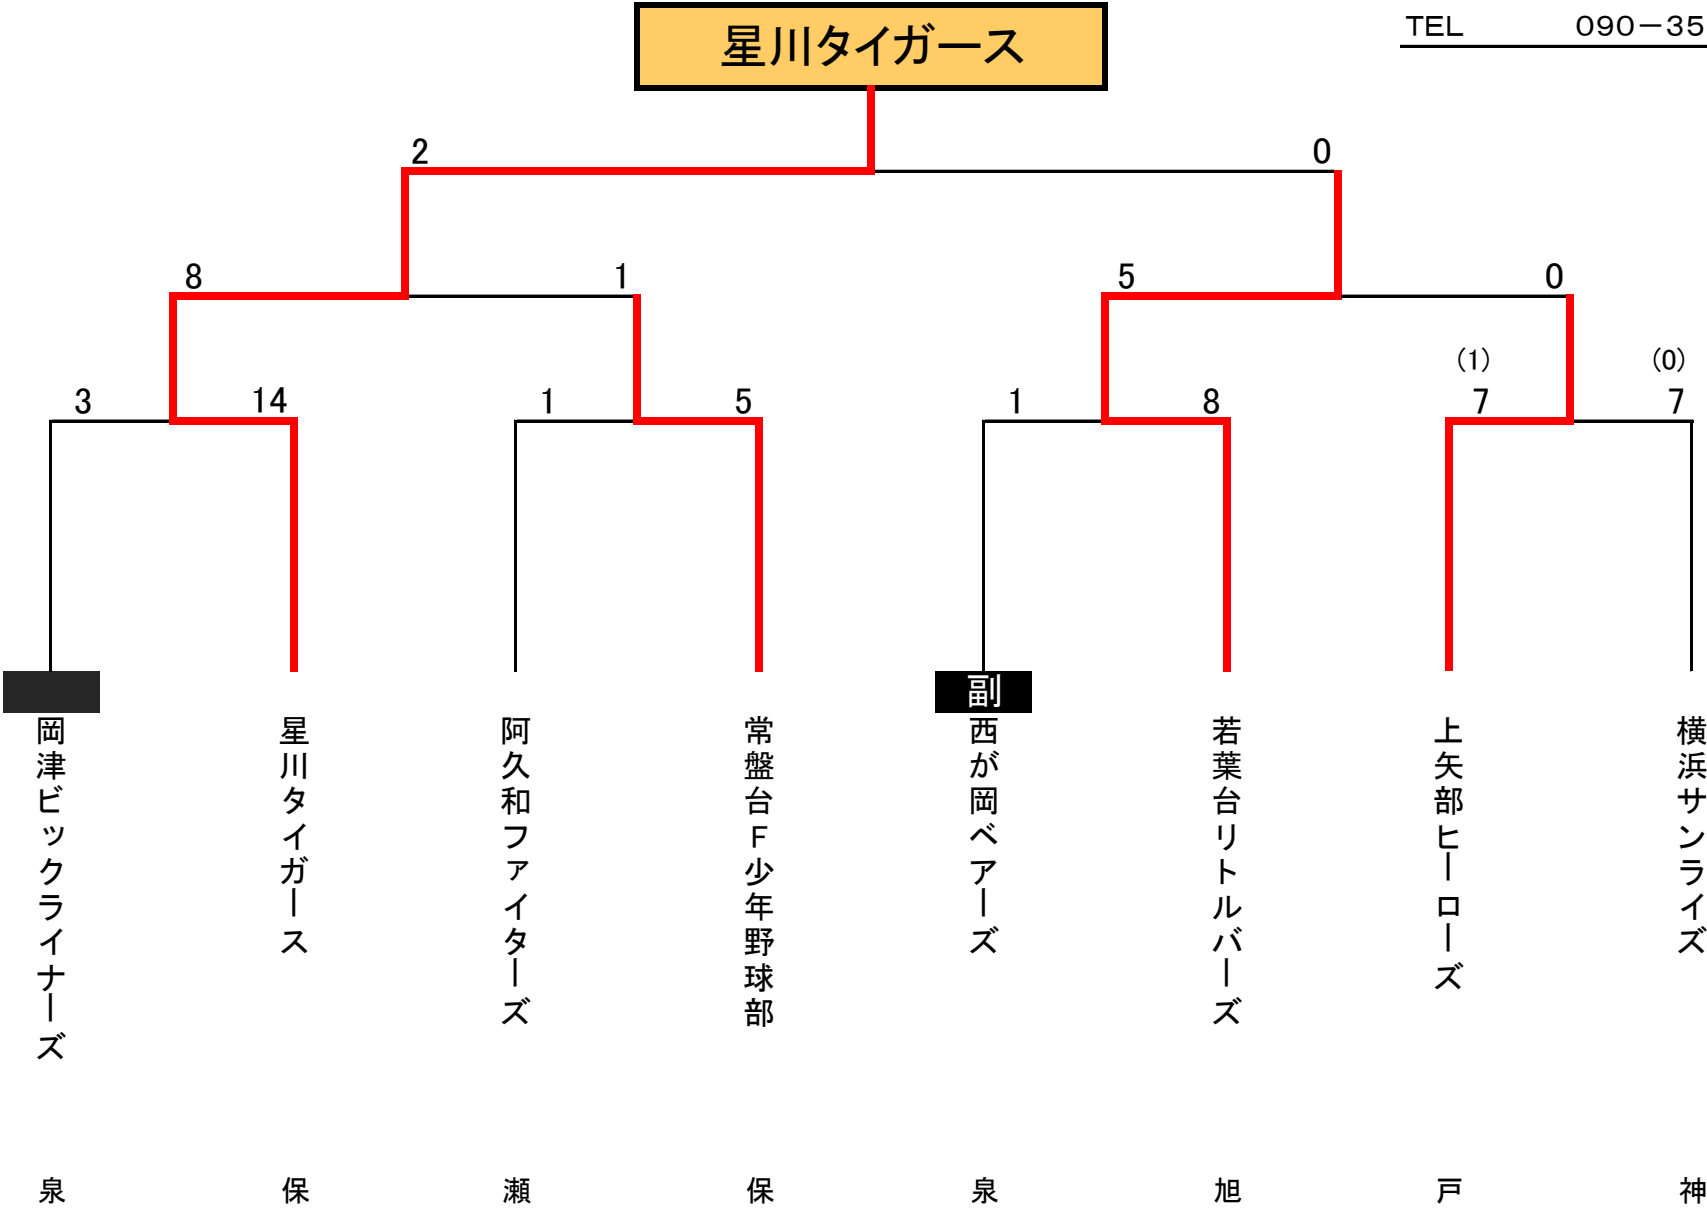 星川タイガース
TEL 090－35
2 0
8 1 5 0
(1) (0)
3 14 1 5 1 8 7 7
副
岡津ビックライナーズ
星川タイガース
阿久和ファイターズ
常盤台F少年野球部
西が岡ベアーズ
若葉台リトルバーズ
上矢部ヒーローズ
横浜サンライズ
泉 保 瀬 保 泉 旭 戸 神